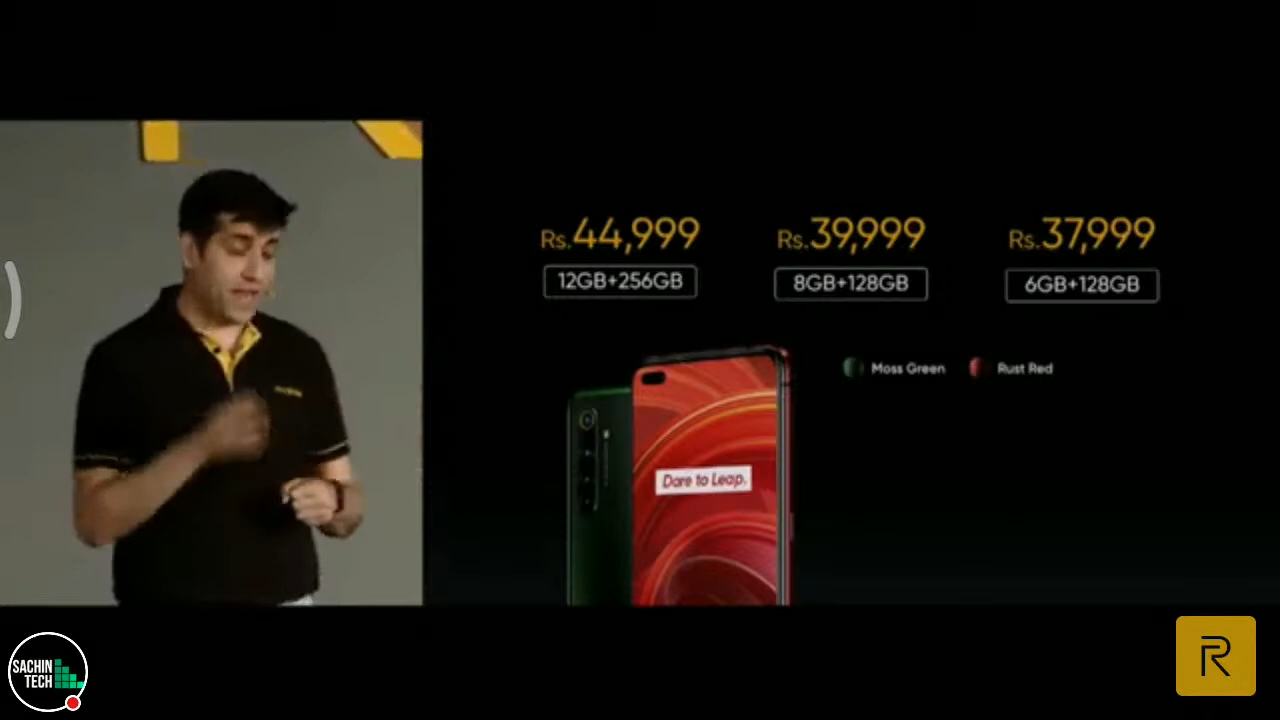 Rs.44,999
12GB+256GB
Rs.39,999
8GB+128GB
Rs.37,999
6GB+128GB
Moss Green
Rust Red
Dare to Leap.
SACHIN
TECH
R